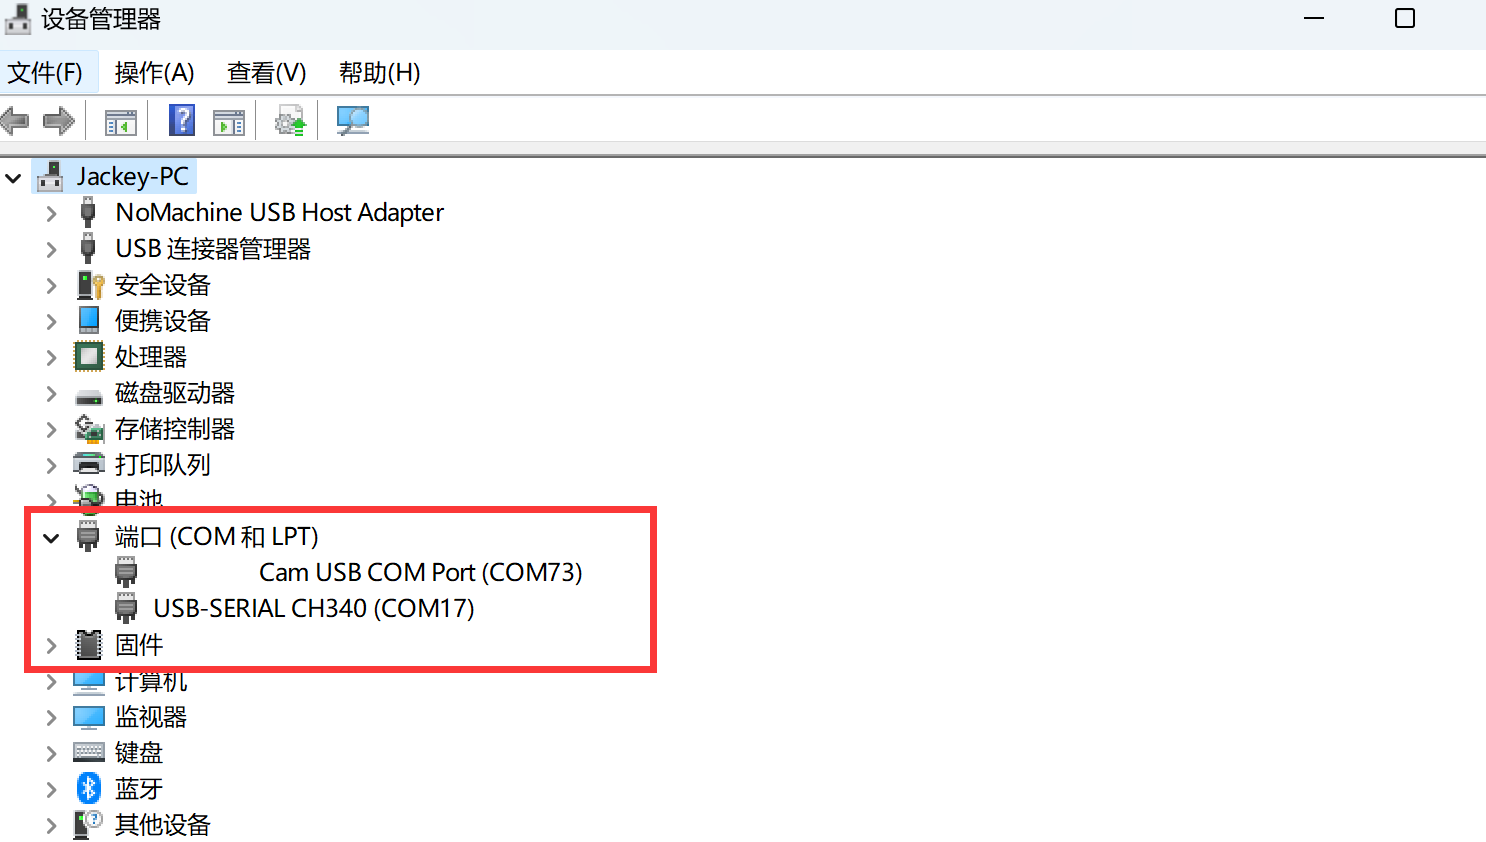 设备管理器
文件(F) 操作(A) 查看(V) 帮助(H)
Jackey-PC
NoMachine USB Host Adapter
USB 连接器管理器
安全设备
便携设备
处理器
磁盘驱动器
存储控制器
打印队列
电池
端口 (COM 和 LPT)
Cam USB COM Port (COM73)
USB-SERIAL CH340 (COM17)
固件
计算机
监视器
键盘
蓝牙
其他设备